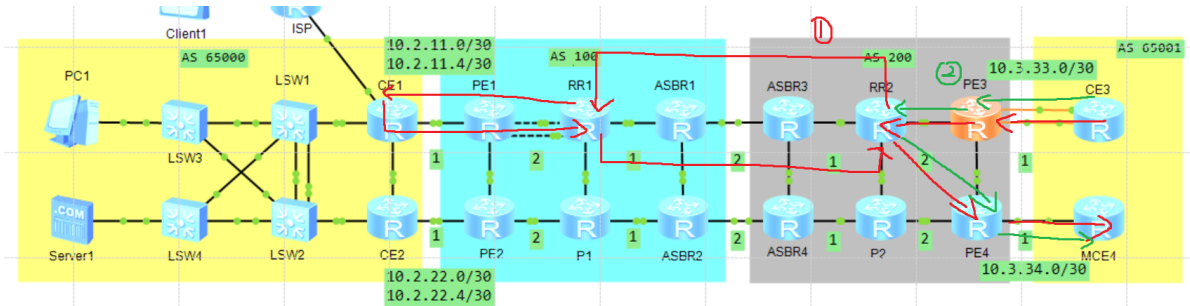 Client1
ISP
①
AS 65000
10.2.11.0/30
10.2.11.4/30
AS 100
AS 200
AS 65001
PC1
LSW1
CE1
PE1
RR1
ASBR1
ASBR3
RR2
②
PE3
10.3.33.0/30
CE3
R R R R R R R R
LSW3
1 2 1 2 1 2 1
.COM
R R R R R R R R
1 2 1 2 1 2 1
Server1
LSW4
LSW2
CE2
PE2
P1
ASBR2
ASBR4
P2
PE4
MCE4
10.2.22.0/30
10.2.22.4/30
10.3.34.0/30